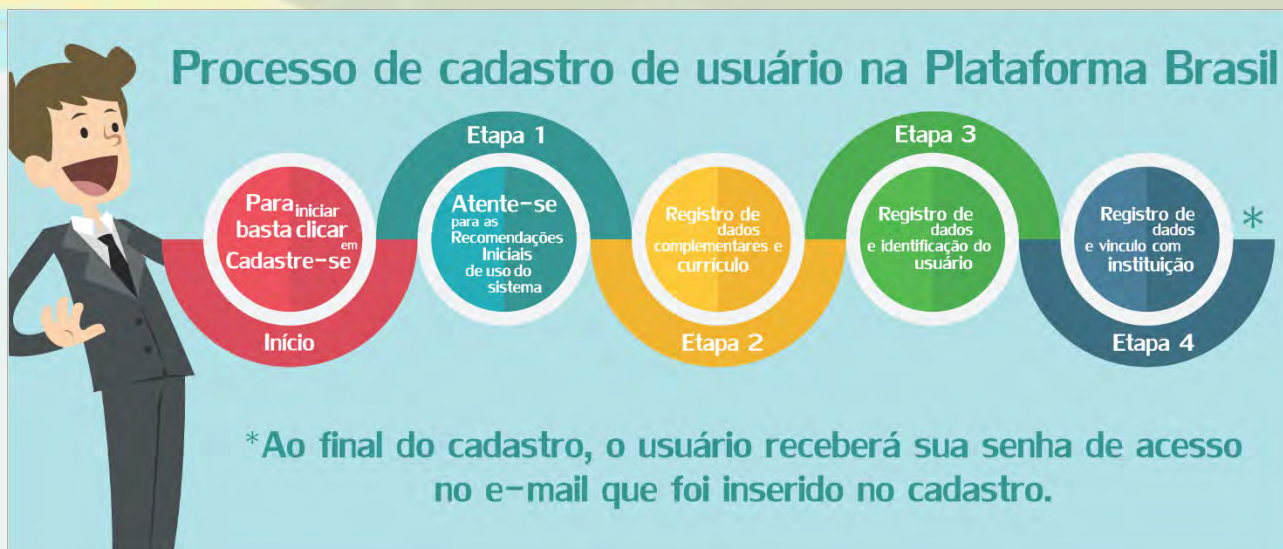 Processo de cadastro de usuário na Plataforma Brasil
Para iniciar
basta clicar
em
Cadastre-se
Início
Etapa 1
Atente-se
para as
Recomendações
Iniciais
de uso do
sistema
Registro de
dados
complementares e
currículo
Etapa 2
Etapa 3
Registro de
dados
e identificação do
usuário
Registro de
dados
e vinculo com
instituição
*
Etapa 4
*Ao final do cadastro, o usuário receberá sua senha de acesso
no e-mail que foi inserido no cadastro.